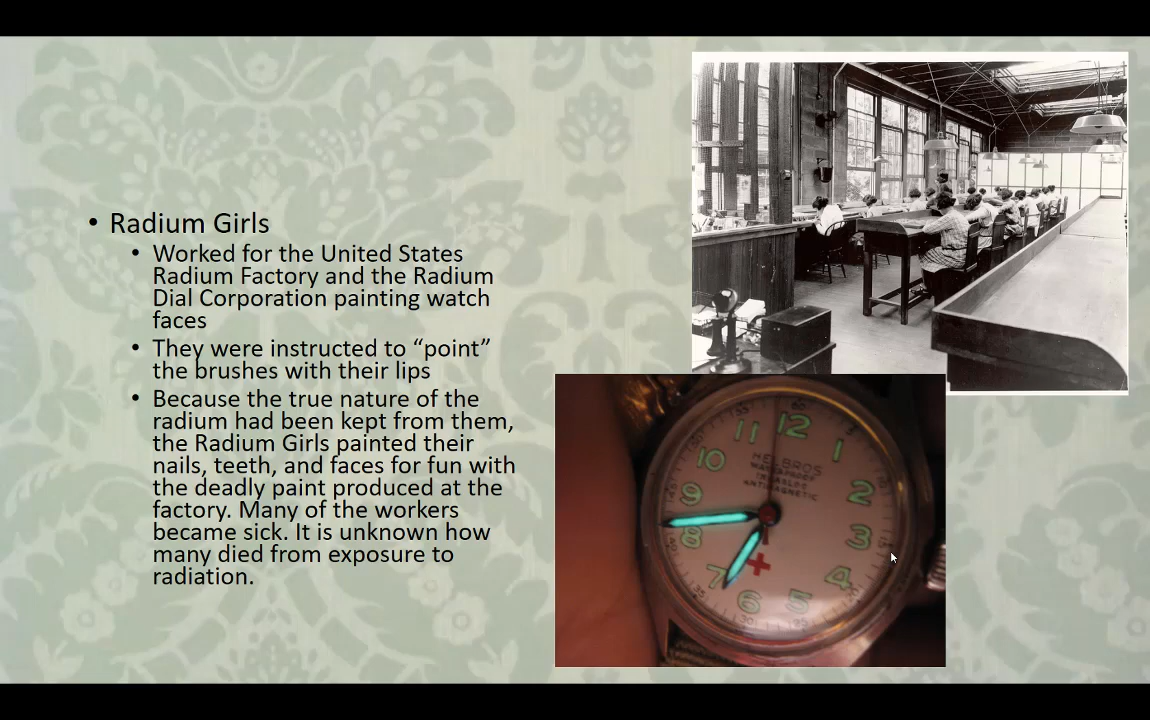 • Radium Girls
• Worked for the United States
Radium Factory and the Radium
Dial Corporation painting watch
faces
• They were instructed to “point”
the brushes with their lips
• Because the true nature of the
radium had been kept from them,
the Radium Girls painted their
nails, teeth, and faces for fun with
the deadly paint produced at the
factory. Many of the workers
became sick. It is unknown how
many died from exposure to
radiation.
12
11
1
10
HELBROS
WATERPROOF
ANTIMAGNETIC
2
9
3
8
4
7
6
5